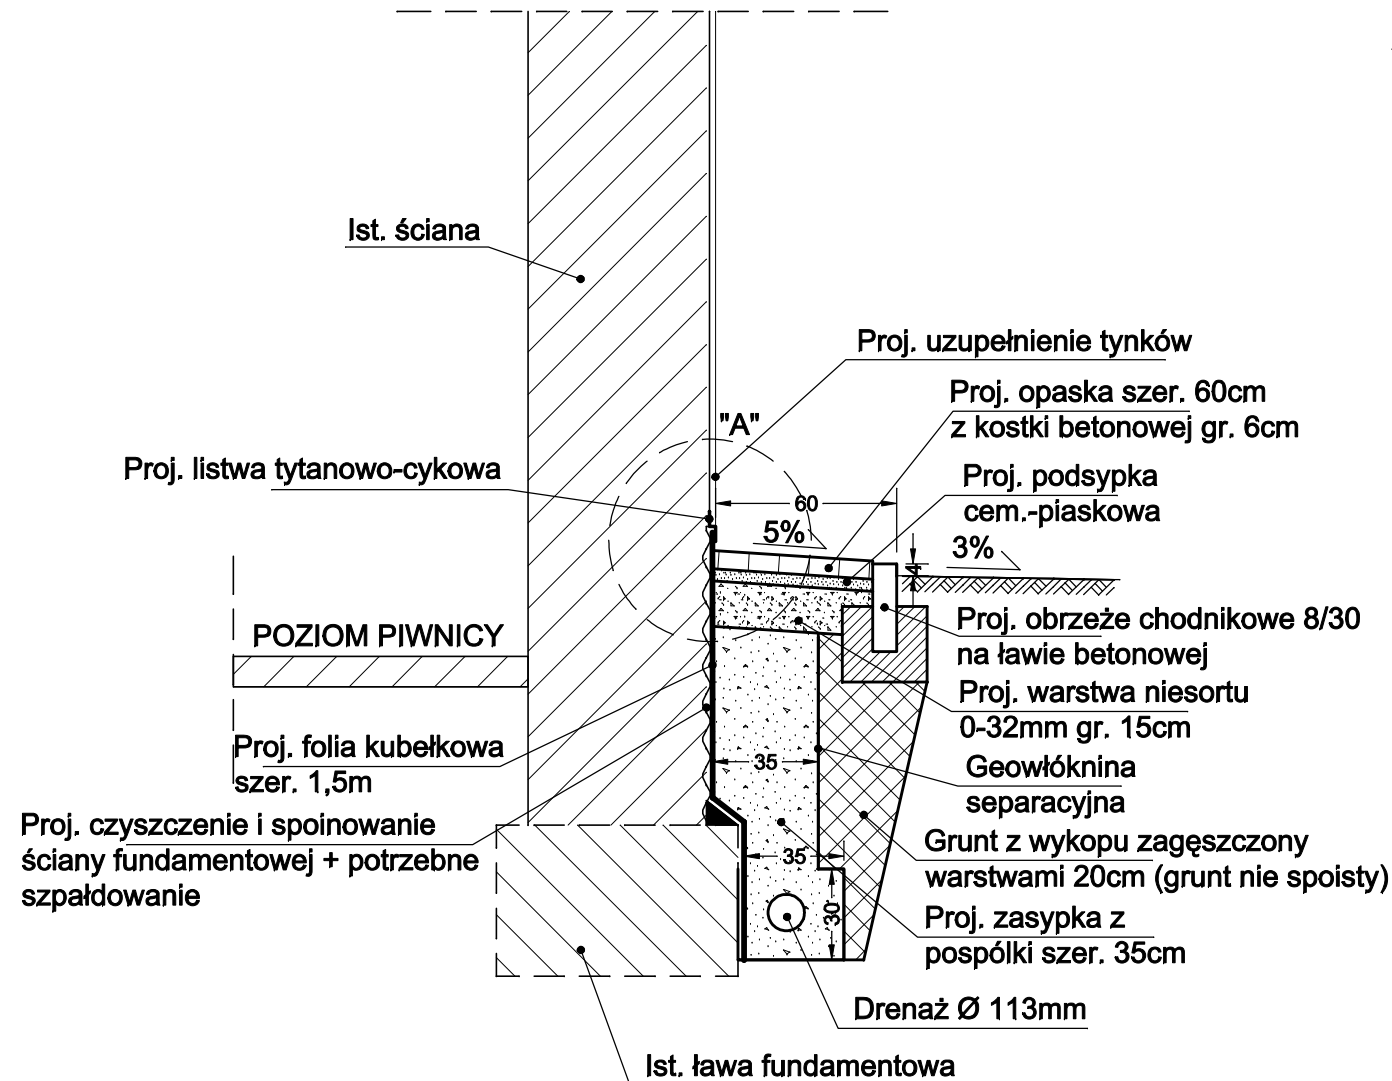 Ist. ściana
Proj. uzupełnienie tynków
Proj. opaska szer. 60cm
z kostki betonowej gr. 6cm
"A"
Proj. listwa tytanowo-cykowa
Proj. podsypka
cem.-piaskowa
60
5%
3%
4
POZIOM PIWNICY
Proj. obrzeże chodnikowe 8/30
na ławie betonowej
Proj. warstwa niesortu
0-32mm gr. 15cm
Proj. folia kubełkowa
szer. 1,5m
35
Geowłóknina
separacyjna
Proj. czyszczenie i spoinowanie
ściany fundamentowej + potrzebne
szpałdowanie
35
Grunt z wykopu zagęszczony
warstwami 20cm (grunt nie spoisty)
30
Proj. zasypka z
pospólki szer. 35cm
Drenaż Ø 113mm
Ist. ława fundamentowa